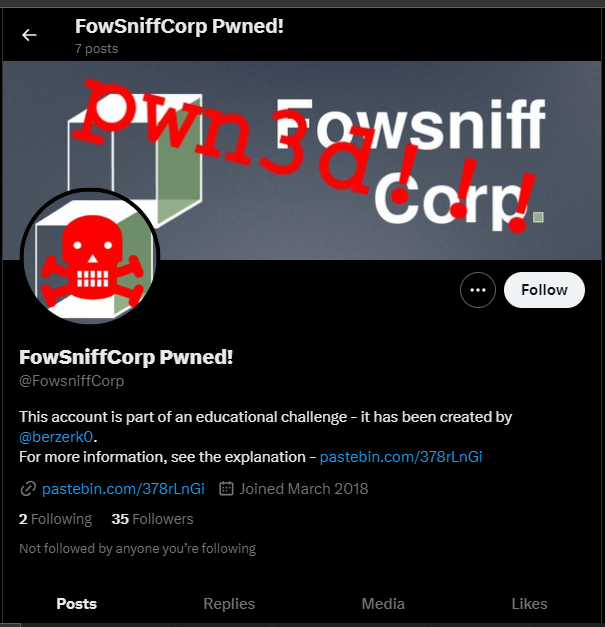 FowSniffCorp Pwned!
7 posts
pwn3d!!!
Fowsniff
Corp.
FowSniffCorp Pwned!
@FowsniffCorp
This account is part of an educational challenge - it has been created by
@berzerk0.
For more information, see the explanation - pastebin.com/378rLnGi
pastebin.com/378rLnGi Joined March 2018
2 Following 35 Followers
Not followed by anyone you're following
Follow
Posts Replies Media Likes